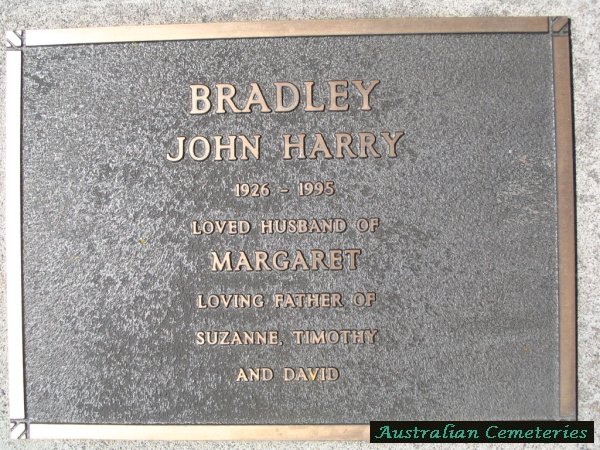 BRADLEY
JOHN HARRY
1926 - 1995
LOVED HUSBAND OF
MARGARET
LOVING FATHER OF
SUZANNE, TIMOTHY
AND DAVID
Australian Cemeteries